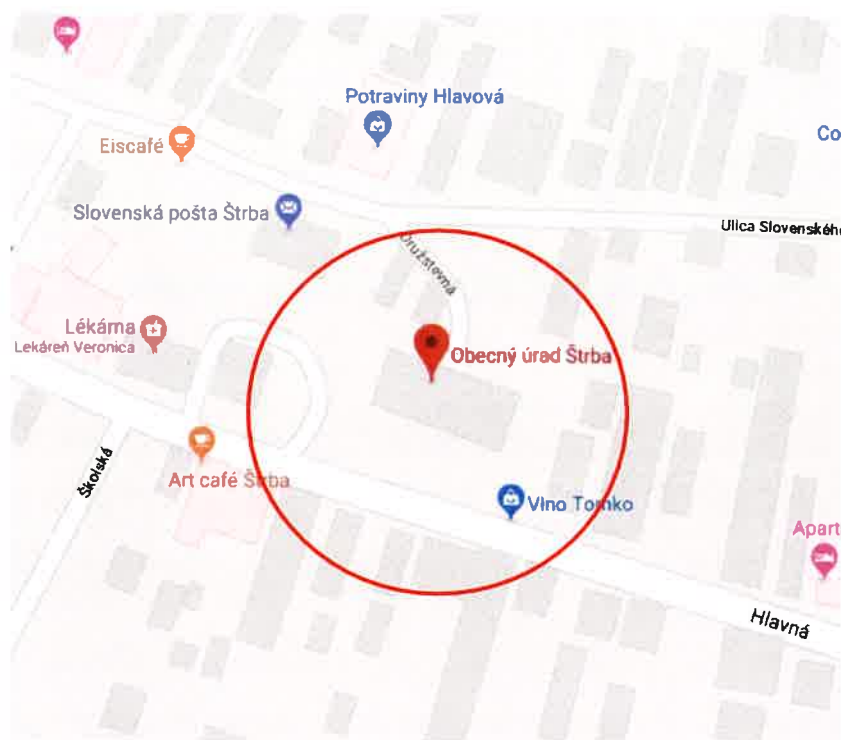 Potraviny Hlavová
Eiscafé
Co
Slovenská pošta Štrba
Ulica Slovenského
Družstevná
Lékárna
Lekáreň Veronica
Obecný úrad Štrba
Školská
Art café Štrba
Víno Tomko
Apart
Hlavná